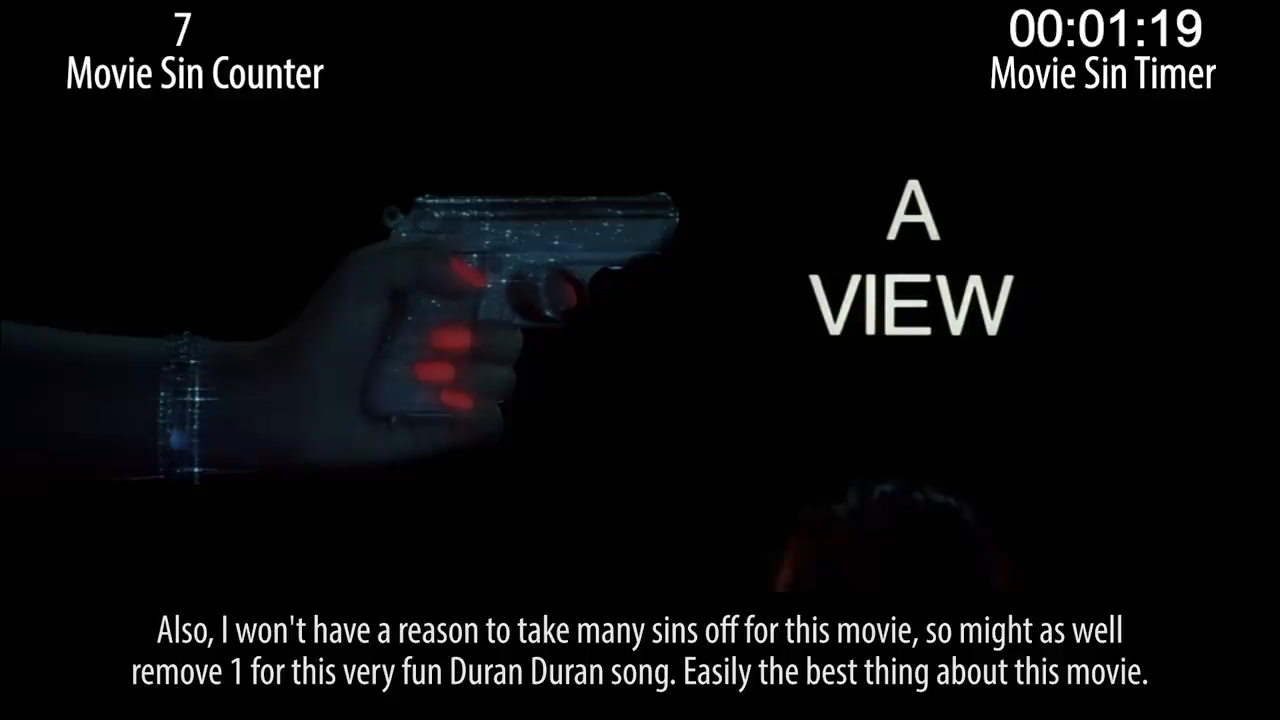 7
Movie Sin Counter
00:01:19
Movie Sin Timer
A
VIEW
Also, I won't have a reason to take many sins off for this movie, so might as well
remove 1 for this very fun Duran Duran song. Easily the best thing about this movie.